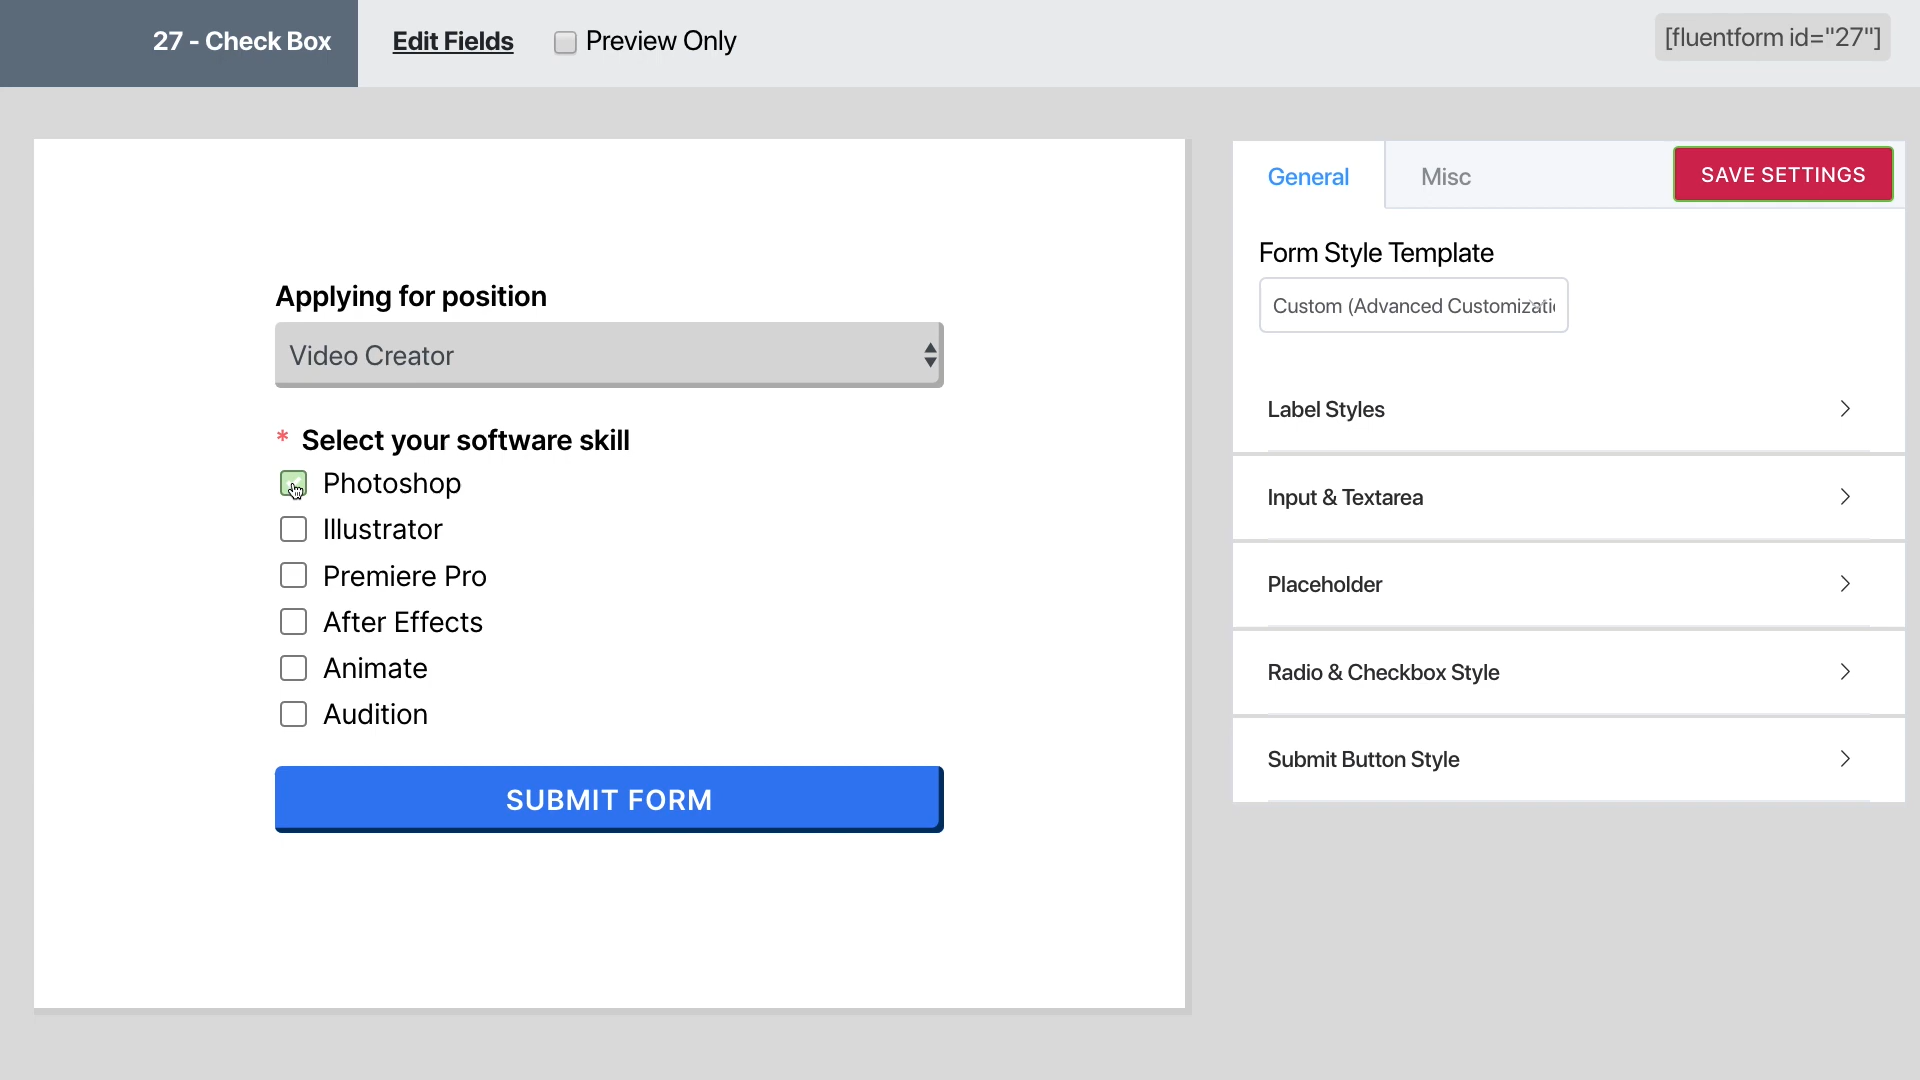 27 - Check Box
Edit Fields
Preview Only
[fluentform id="27"]
General
Misc
SAVE SETTINGS
Form Style Template
Custom (Advanced Customizati
Applying for position
Video Creator
* Select your software skill
Photoshop
Illustrator
Premiere Pro
After Effects
Animate
Audition
SUBMIT FORM
Label Styles
Input & Textarea
Placeholder
Radio & Checkbox Style
Submit Button Style